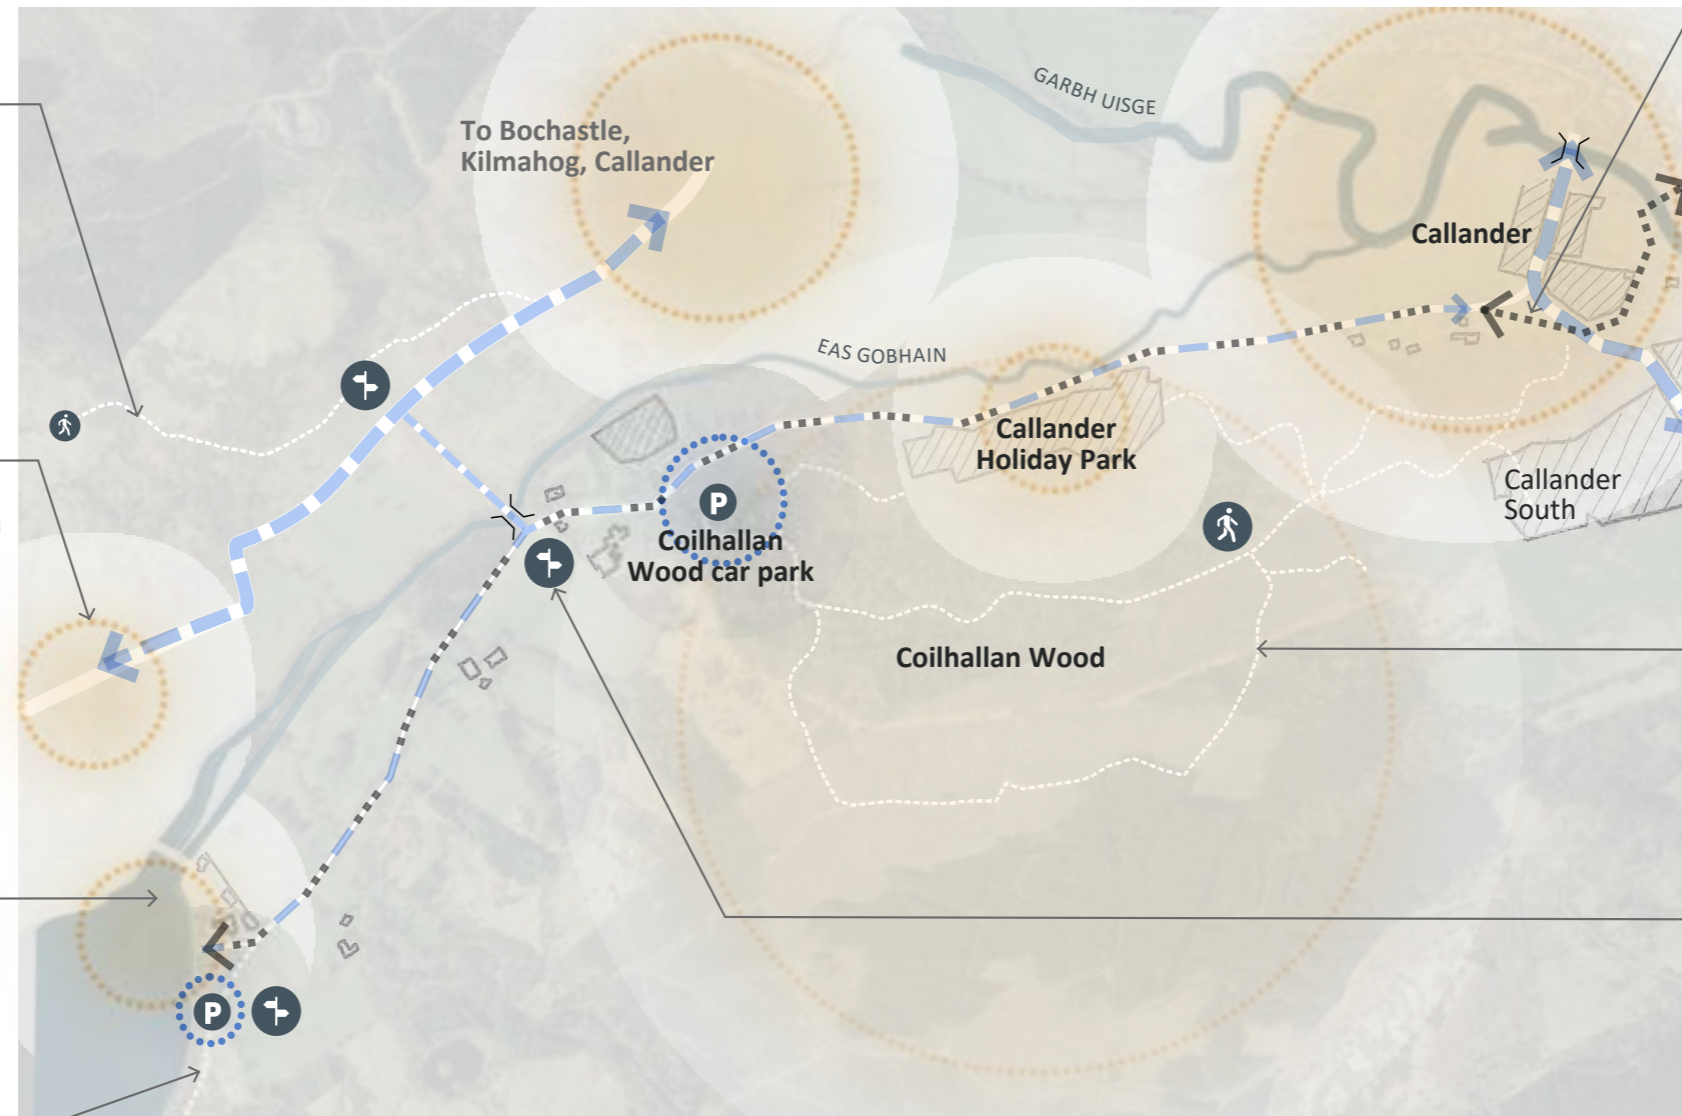 GARBH UISGE
To Bochastle,
Kilmahog, Callander
Callander
EAS GOBHAIN
Callander
Holiday Park
Callander
South
P
Coilhallan
Wood car park
Coilhallan Wood
P